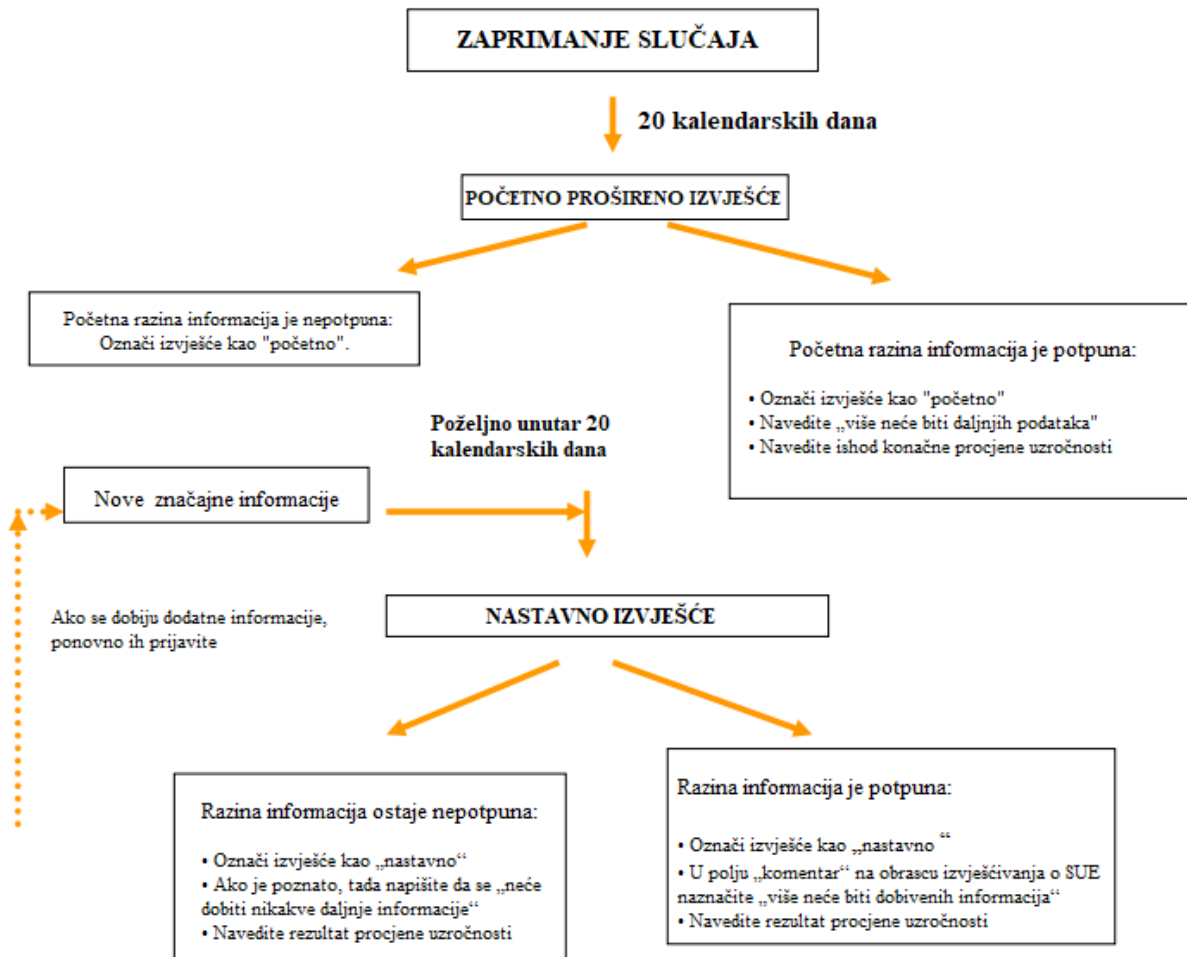 ZAPRIMANJE SLUČAJA
20 kalendarskih dana
POČETNO PROŠIRENO IZVJEŠĆE
Početna razina informacija je nepotpuna:
Označi izvješće kao "početno".
Početna razina informacija je potpuna:
• Označi izvješće kao "početno"
• Navedite „više neće biti daljnjih podataka"
• Navedite ishod konačne procjene uzročnosti
Poželjno unutar 20
kalendarskih dana
Nove značajne informacije
Ako se dobiju dodatne informacije,
ponovno ih prijavite
NASTAVNO IZVJEŠĆE
Razina informacija ostaje nepotpuna:
• Označi izvješće kao „nastavno“
• Ako je poznato, tada napišite da se „neće
dobiti nikakve daljnje informacije“
• Navedite rezultat procjene uzročnosti
Razina informacija je potpuna:
• Označi izvješće kao „nastavno “
• U polju „komentar“ na obrascu izvješćivanja o SUE
naznačite „više neće biti dobivenih informacija“
• Navedite rezultat procjene uzročnosti